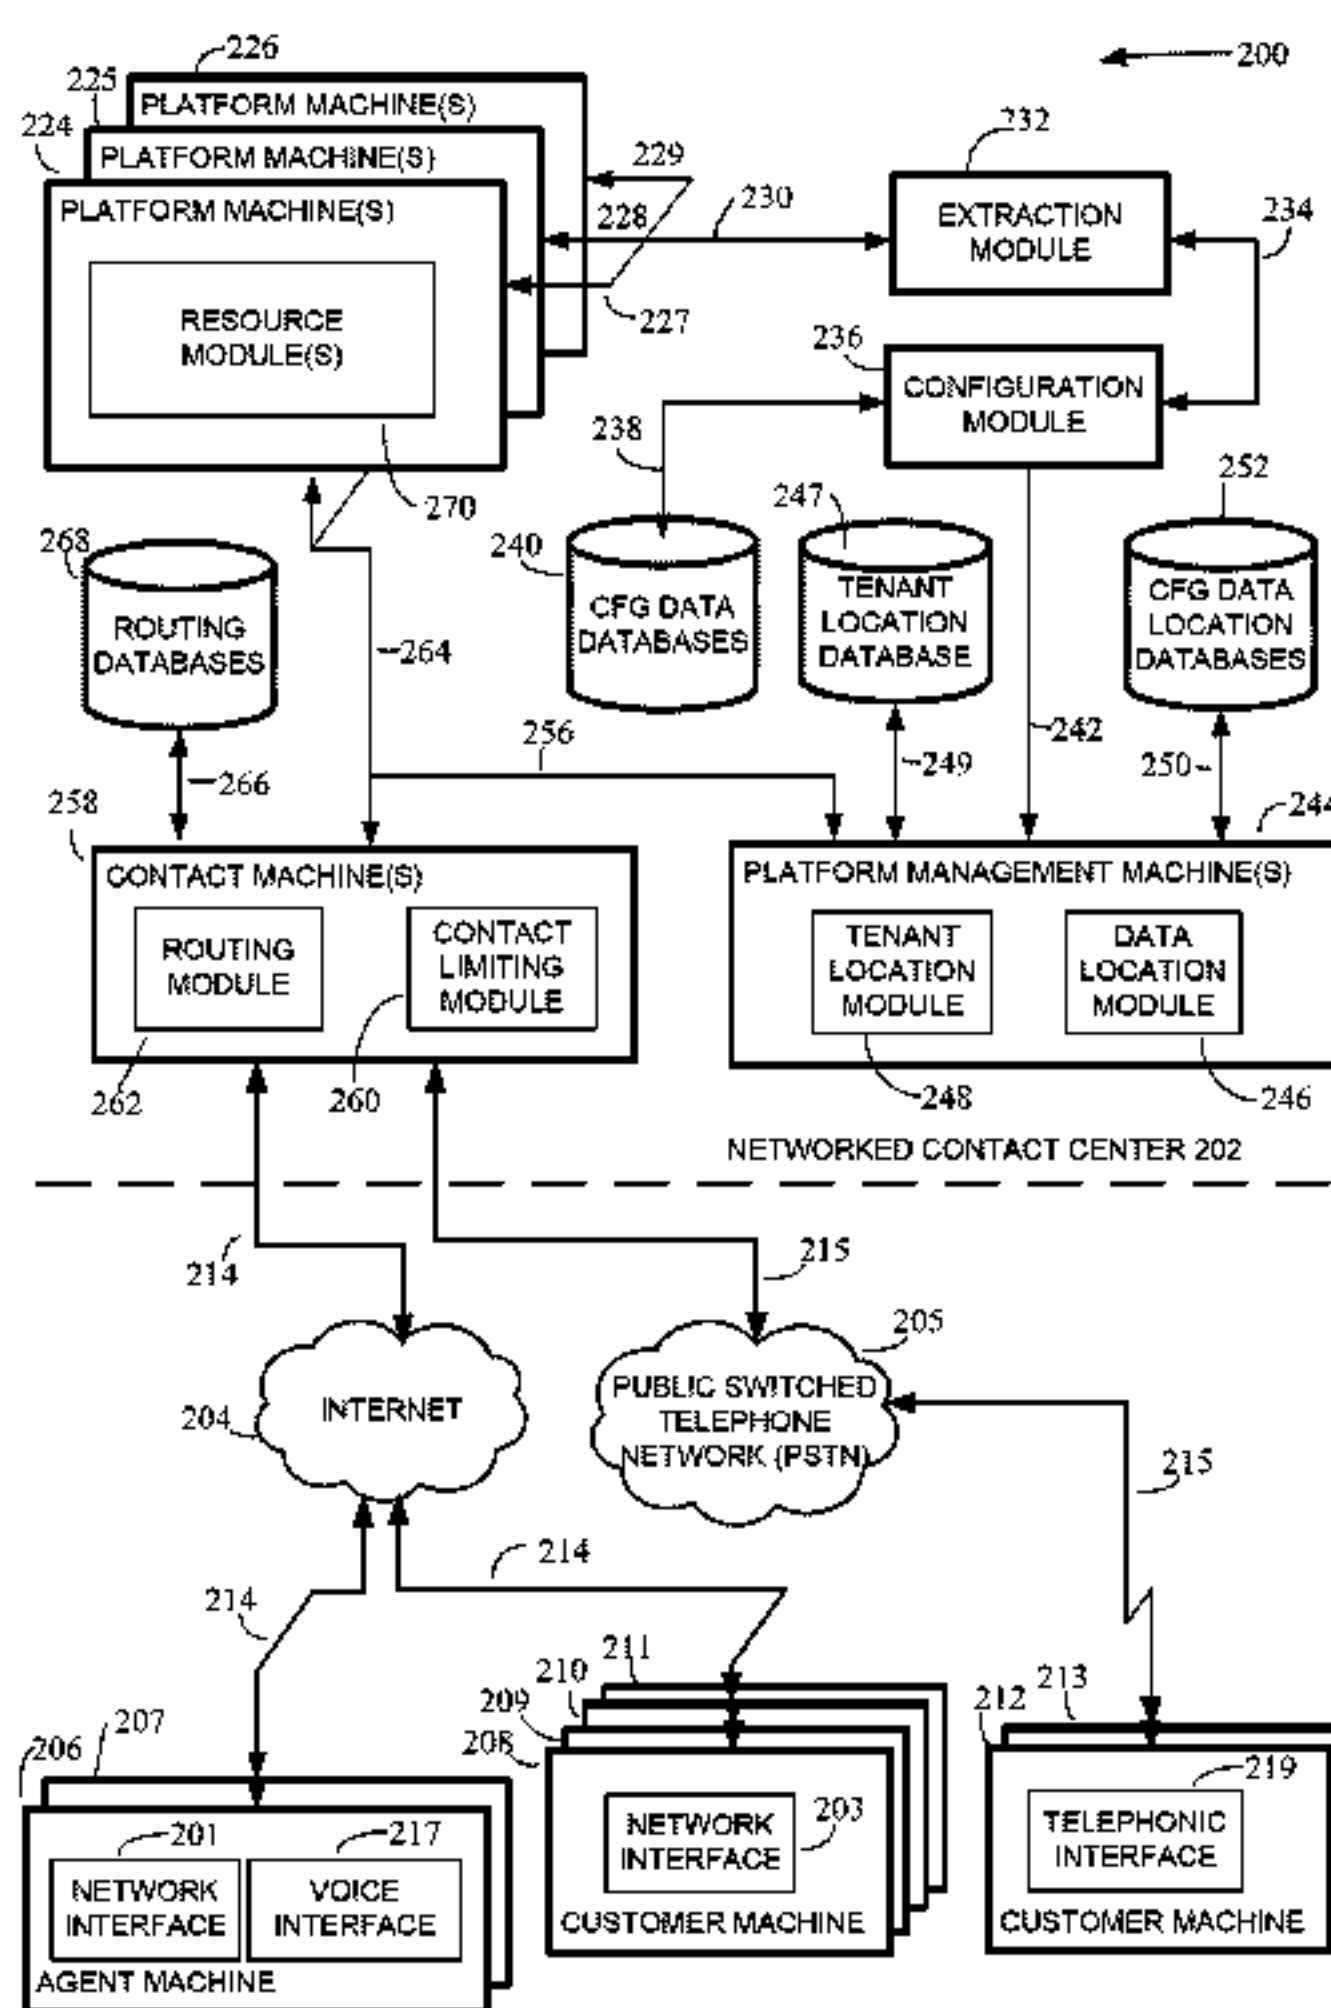 226
200
225
PLATFORM MACHINE(S)
232
224
PLATFORM MACHINE(S)
229
PLATFORM MACHINE(S)
230
228
EXTRACTION
MODULE
234
RESOURCE
MODULE(S)
227
236
CONFIGURATION
MODULE
238
252
247
270
268
240
TENANT
LOCATION
DATABASE
CFG DATA
LOCATION
DATABASES
CFG DATA
DATABASES
ROUTING
DATABASES
264
256
242
249
250
266
258
244
CONTACT MACHINE(S)
PLATFORM MANAGEMENT MACHINE(S)
ROUTING
MODULE
CONTACT
LIMITING
MODULE
TENANT
LOCATION
MODULE
DATA
LOCATION
MODULE
262
260
248
246
NETWORKED CONTACT CENTER 202
214
215
205
INTERNET
204
PUBLIC SWITCHED
TELEPHONE
NETWORK (PSTN)
215
214
214
211
210
209
208
213
212
207
206
219
203
201
217
NETWORK
INTERFACE
TELEPHONIC
INTERFACE
NETWORK
INTERFACE
VOICE
INTERFACE
CUSTOMER MACHINE
CUSTOMER MACHINE
AGENT MACHINE